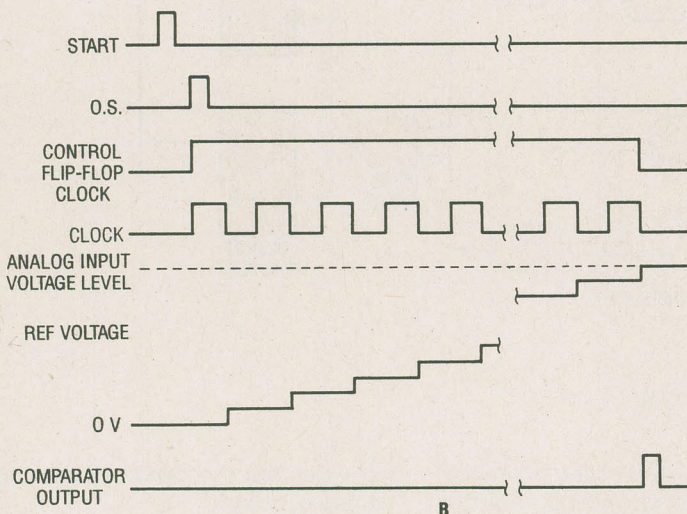 START
O.S.
CONTROL
FLIP-FLOP
CLOCK
CLOCK
ANALOG INPUT
VOLTAGE LEVEL
REF VOLTAGE
0 V
COMPARATOR
OUTPUT
B